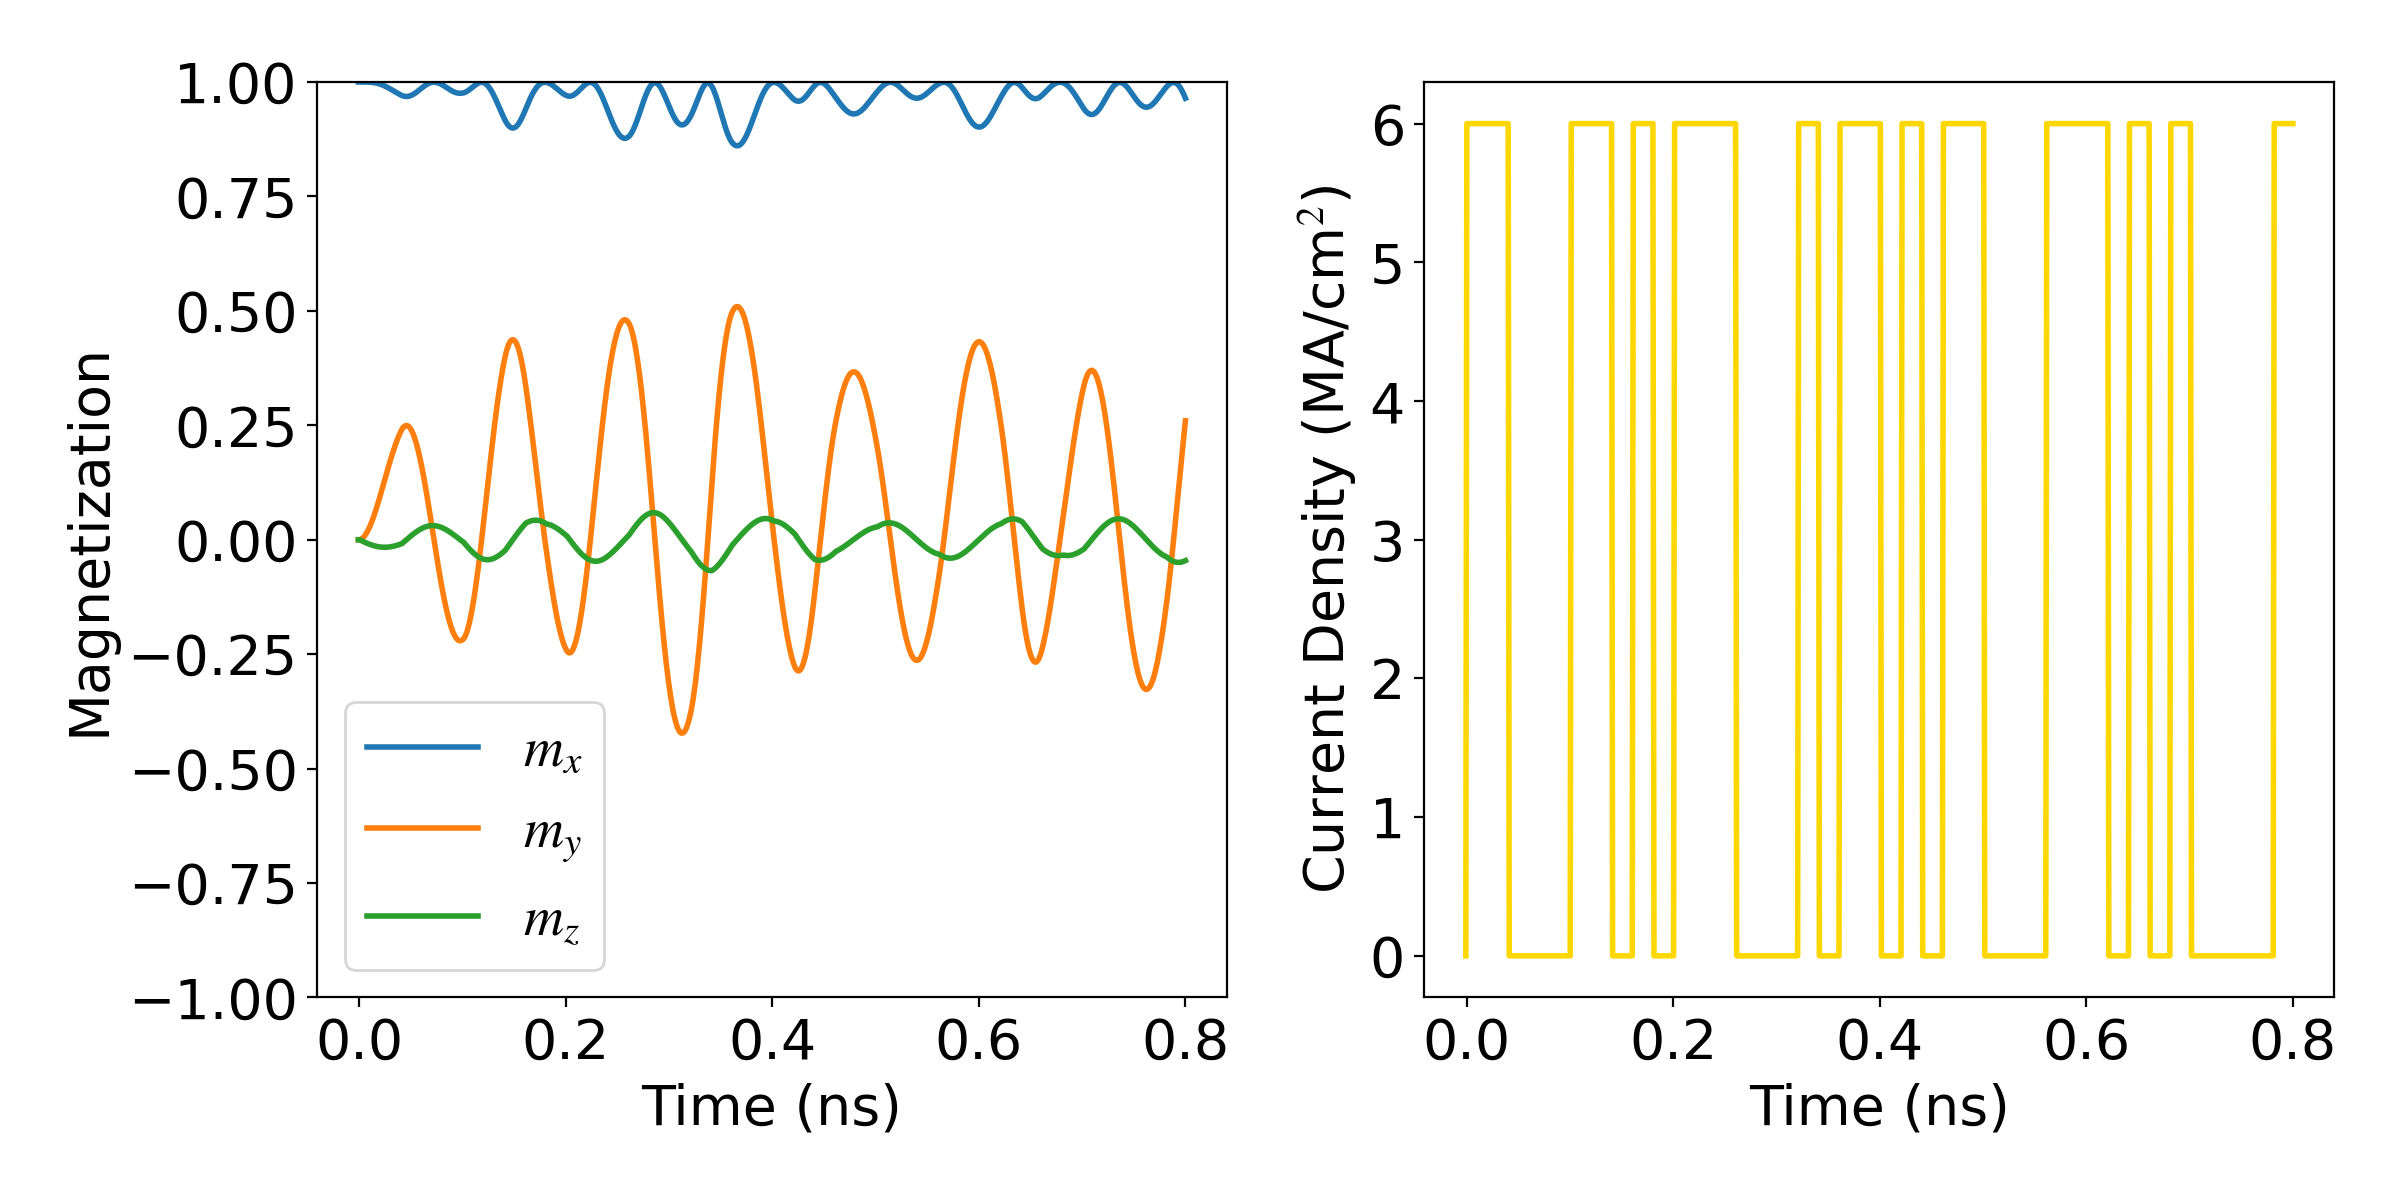 Magnetization
1.00
0.75
0.50
0.25
0.00
−0.25
−0.50
−0.75
−1.00
0.0 0.2 0.4 0.6 0.8
Time (ns)
m_x
m_y
m_z
Current Density (MA/cm²)
6
5
4
3
2
1
0
0.0 0.2 0.4 0.6 0.8
Time (ns)